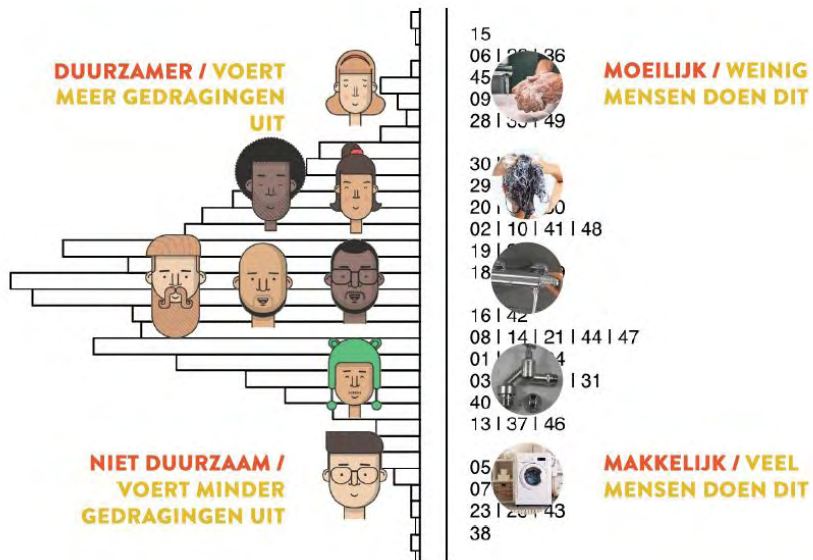 DUURZAMER / VOERT
MEER GEDRAGINGEN
UIT
NIET DUURZAAM /
VOERT MINDER
GEDRAGINGEN UIT
15
06 | | 36
45
09
28 | | 49
30 |
29
20 |
02 | 10 | 41 | 48
19 |
18
16 | 42
08 | 14 | 21 | 44 | 47
01 |
03 | 31
40
13 | 37 | 46
05
07
23 | | 43
38
MOEILIJK / WEINIG
MENSEN DOEN DIT
MAKKELIJK / VEEL
MENSEN DOEN DIT